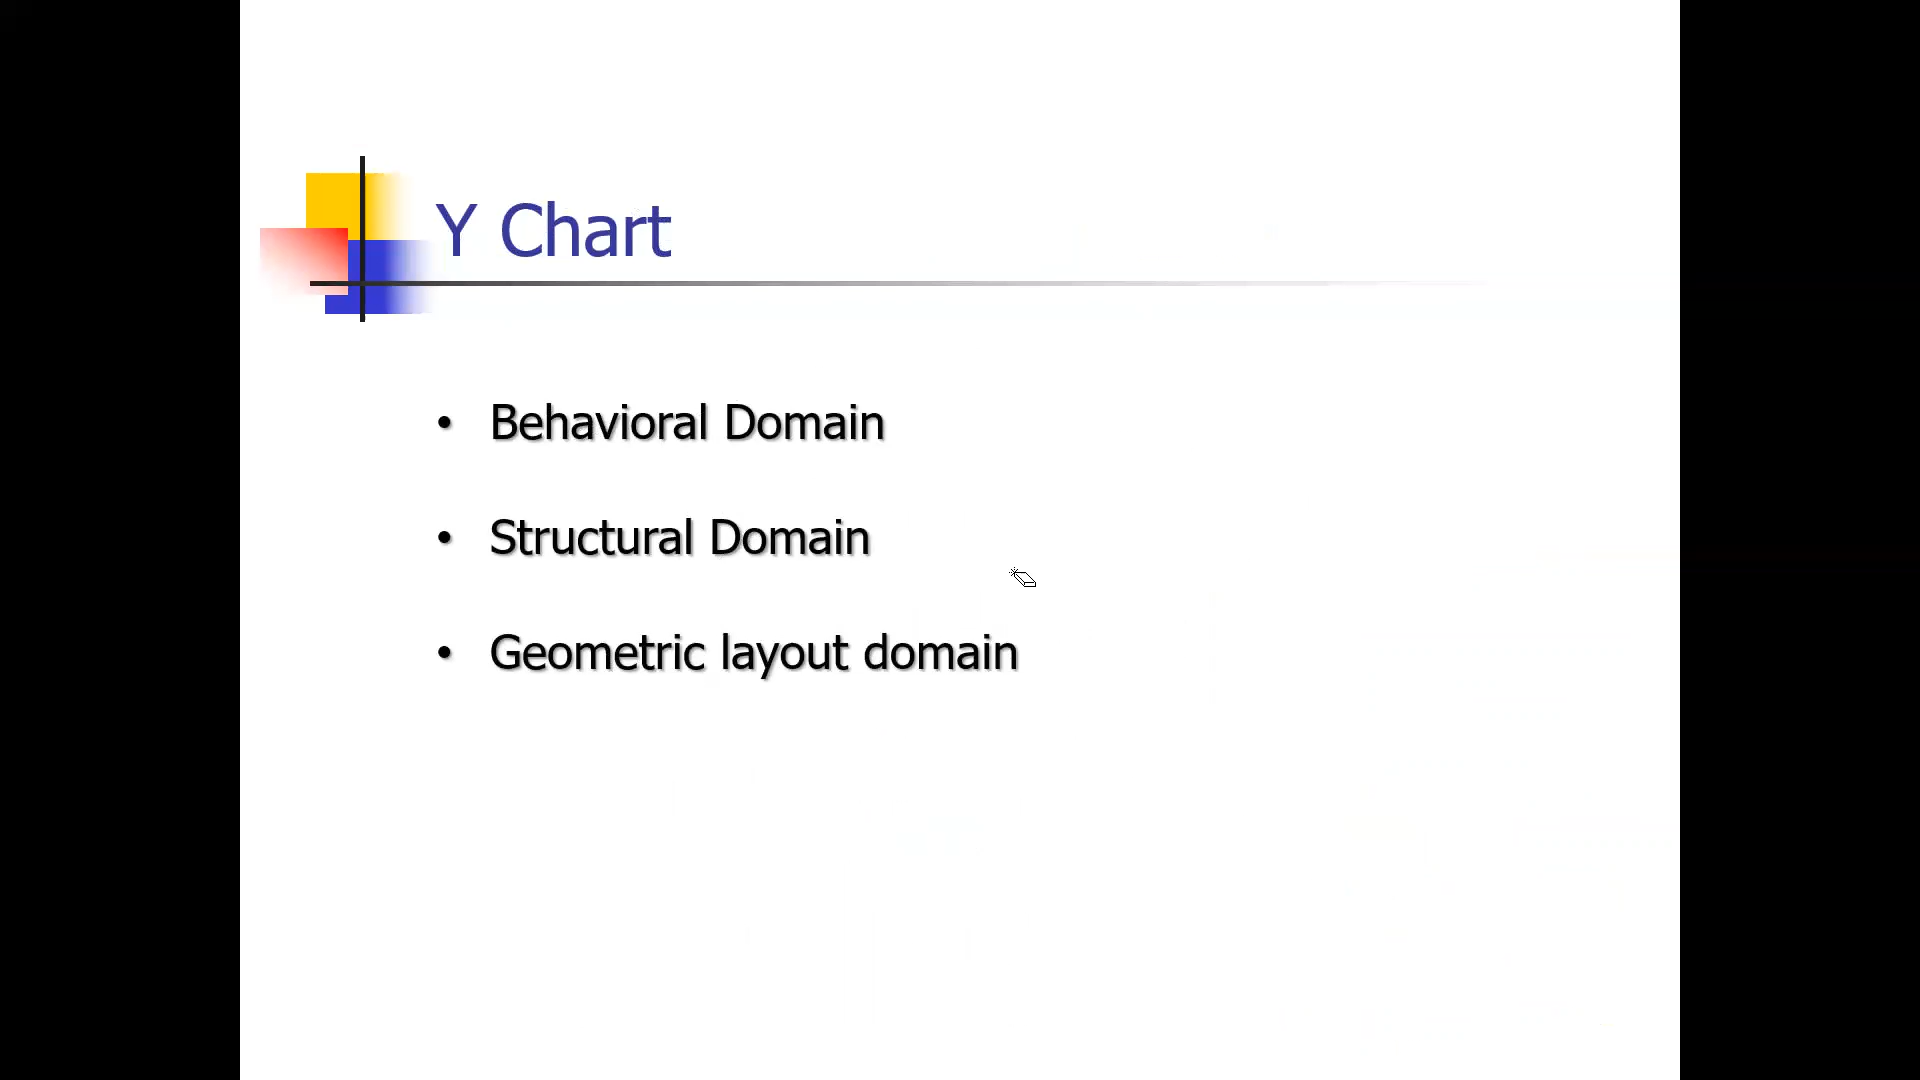 Y Chart
• Behavioral Domain
• Structural Domain
• Geometric layout domain